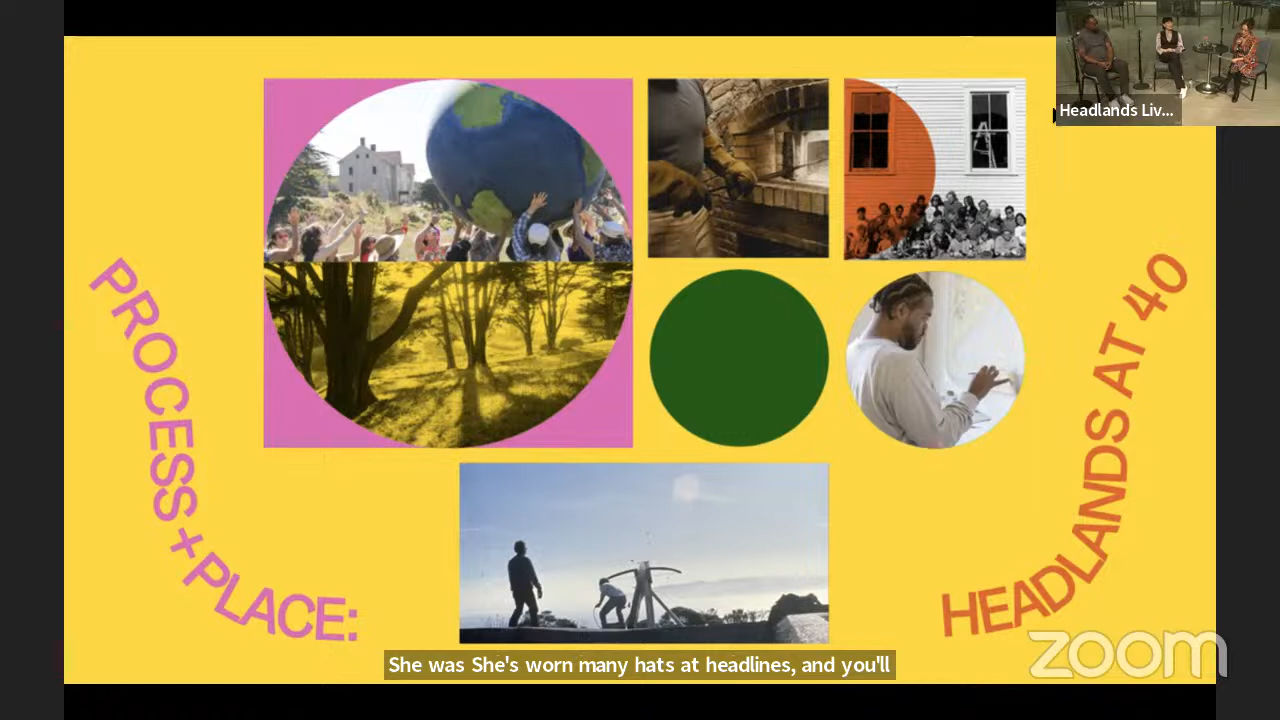 Headlands Liv...
PROCESS + PLACE:
HEADLANDS AT 40
She was She's worn many hats at headlines, and you'll
zoom